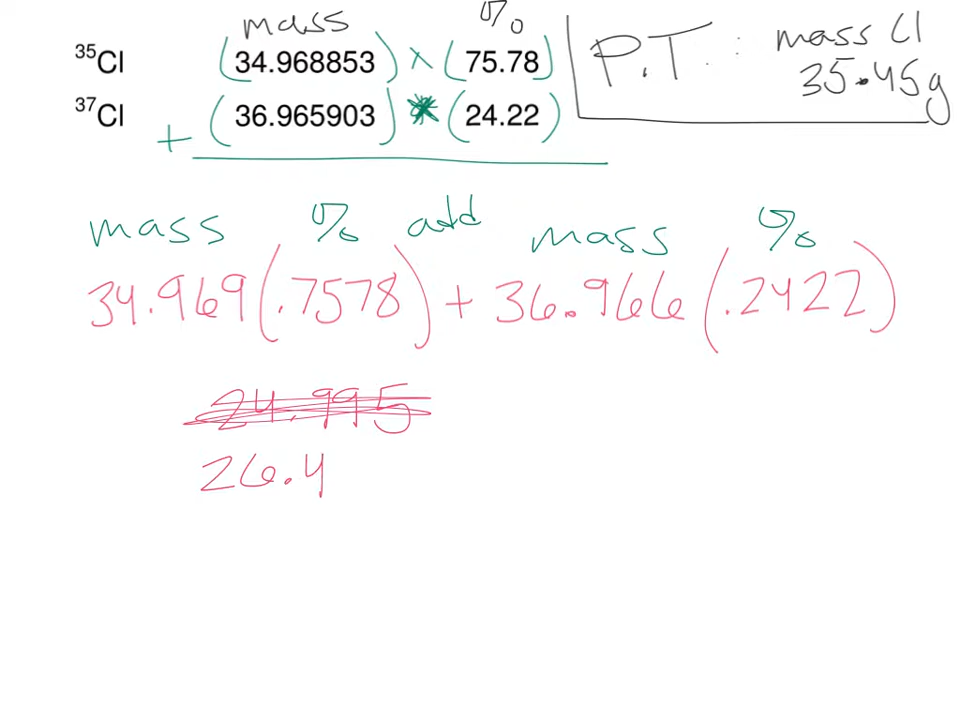 mass %
³⁵Cl (34.968853) × (75.78)
³⁷Cl (36.965903) * (24.22)
+
P.T. : mass Cl
35.45g
mass % add mass %
34.969(.7578) + 36.966(.2422)
24.995
26.4